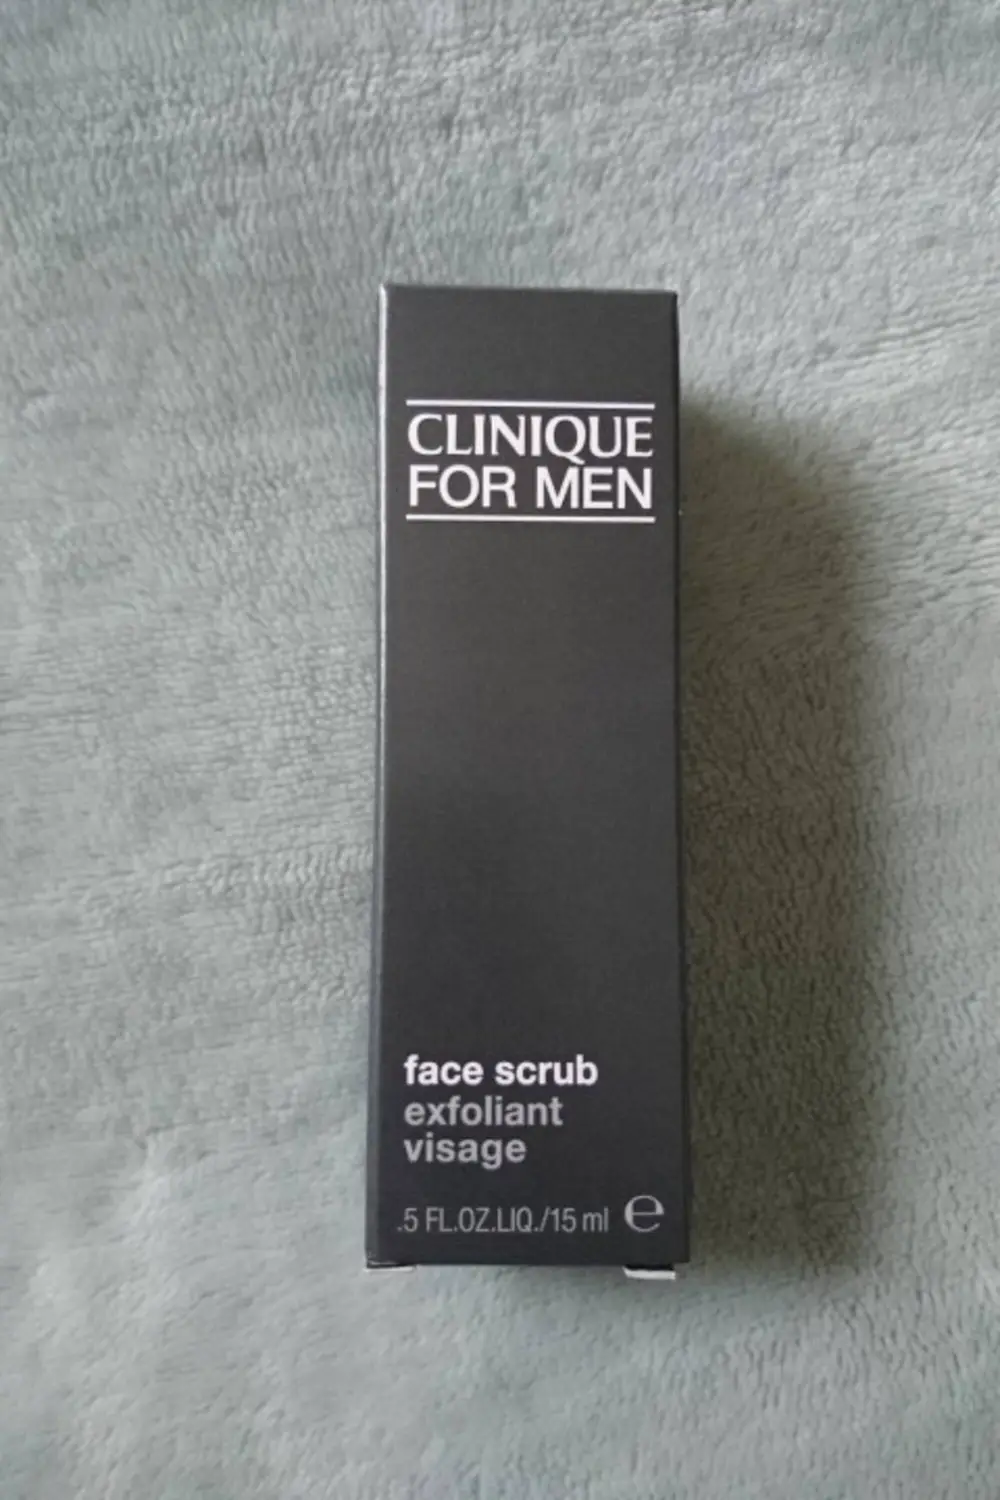 CLINIQUE
FOR MEN
face scrub
exfoliant
visage
.5 FL.OZ.LIQ./15 ml ℮